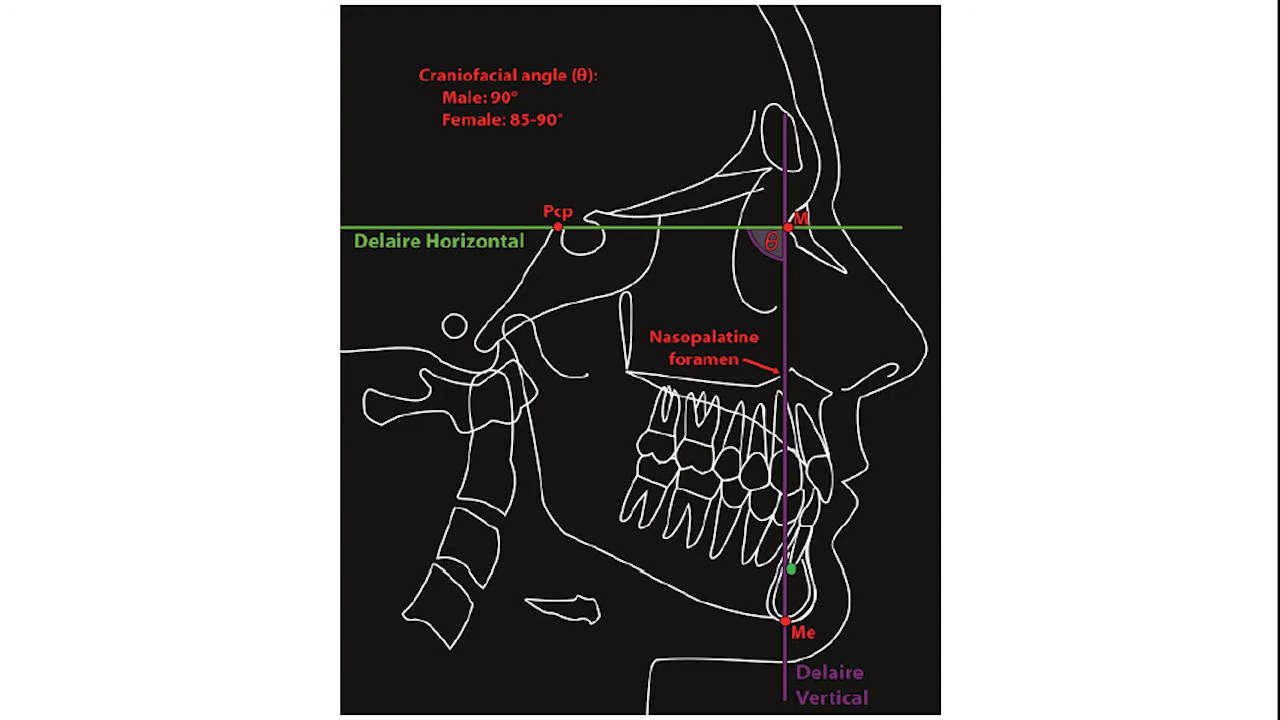 Craniofacial angle (θ):
Male: 90°
Female: 85-90°
Pcp
M
Delaire Horizontal
θ
Nasopalatine
foramen
Me
Delaire
Vertical